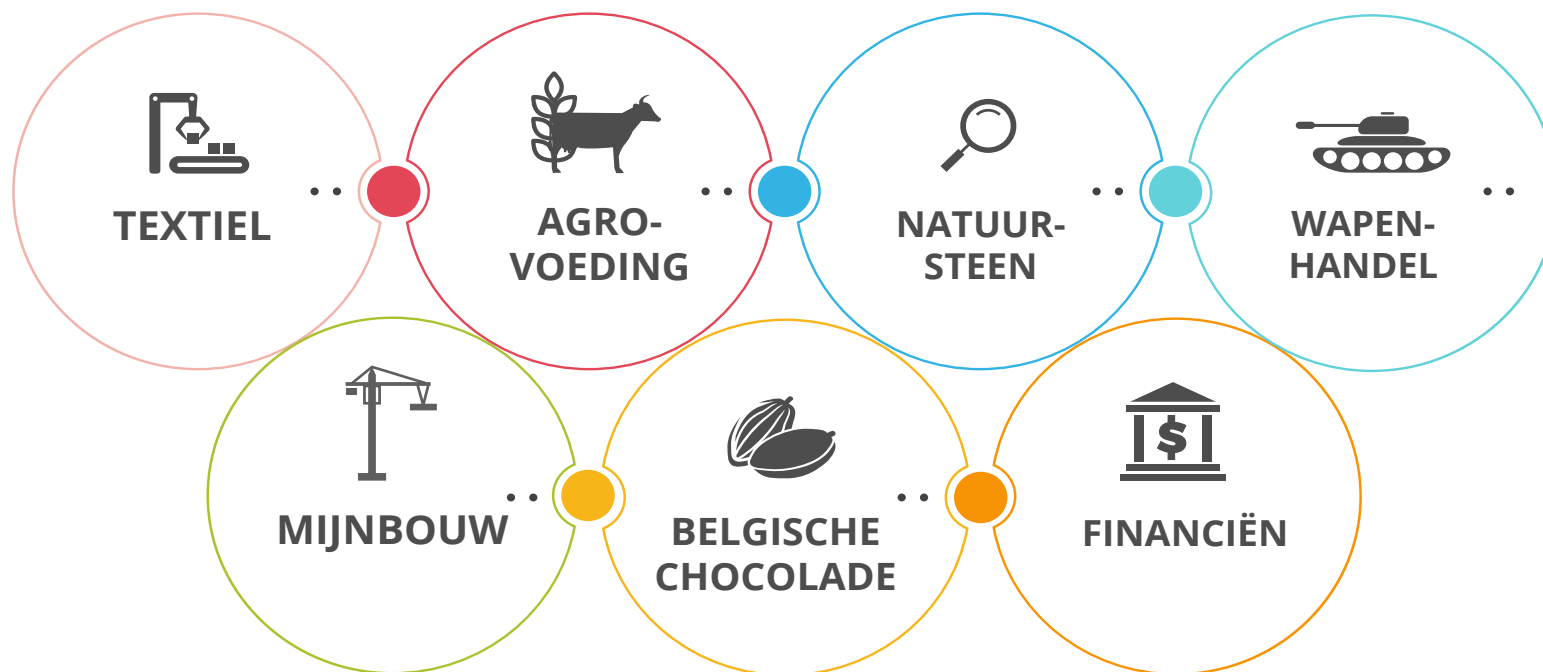 TEXTIEL
AGRO-
VOEDING
NATUUR-
STEEN
WAPEN-
HANDEL
MIJNBOUW
BELGISCHE
CHOCOLADE
FINANCIËN
$